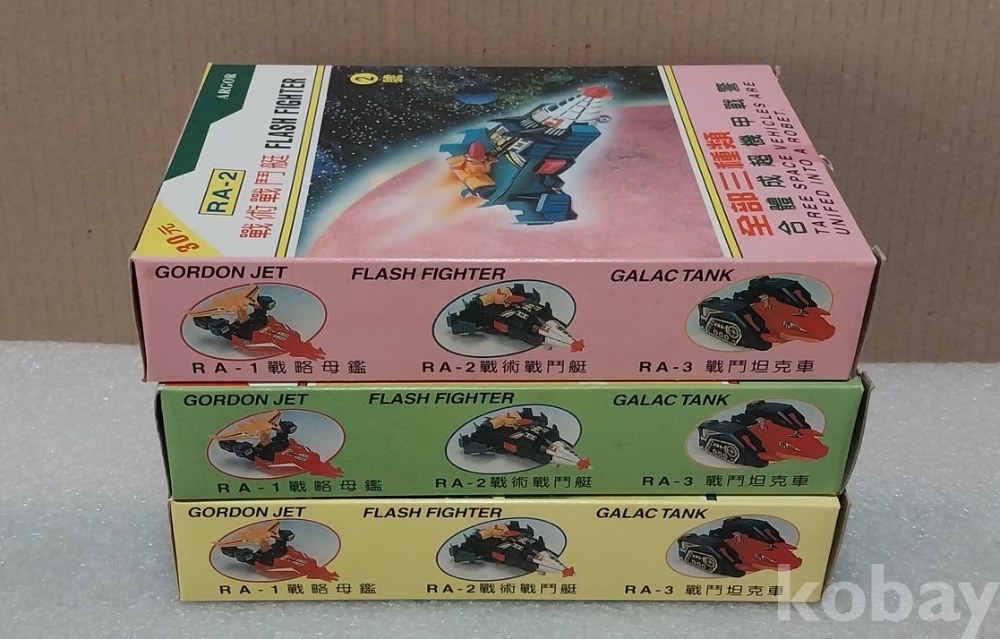 ARGOR
RA-2
戰術戰鬥艇
FLASH FIGHTER
30元
2號
全部三種類
合體成超機甲戰警
TAREE SPACE VEHICLES ARE
UNIFED INTO A ROBET.
GORDON JET FLASH FIGHTER GALAC TANK
RA-1戰略母鑑 RA-2戰術戰鬥艇 RA-3 戰鬥坦克車
GORDON JET FLASH FIGHTER GALAC TANK
RA-1戰略母鑑 RA-2戰術戰鬥艇 RA-3 戰鬥坦克車
GORDON JET FLASH FIGHTER GALAC TANK
RA-1戰略母鑑 RA-2戰術戰鬥艇 RA-3 戰鬥坦克車
kobay